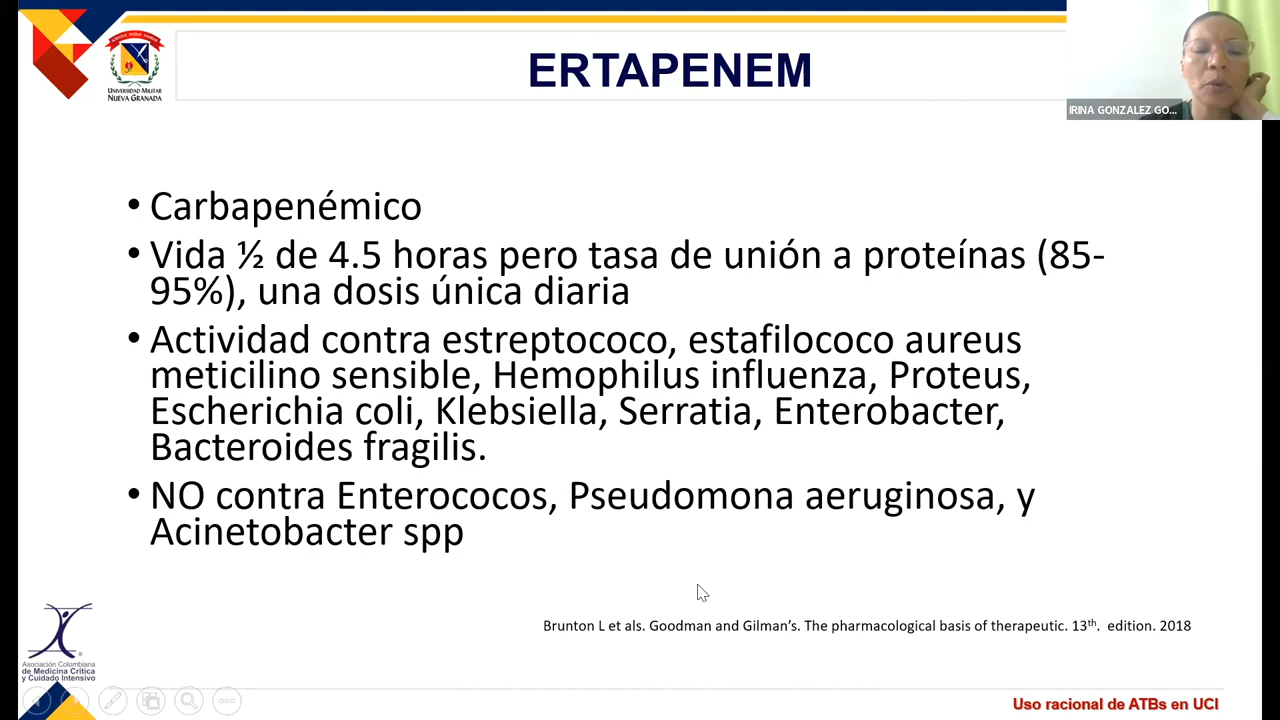 UNIVERSIDAD MILITAR
NUEVA GRANADA
ERTAPENEM
IRINA GONZALEZ GO...
• Carbapenémico
• Vida ½ de 4.5 horas pero tasa de unión a proteínas (85-
95%), una dosis única diaria
• Actividad contra estreptococo, estafilococo aureus
meticilino sensible, Hemophilus influenza, Proteus,
Escherichia coli, Klebsiella, Serratia, Enterobacter,
Bacteroides fragilis.
• NO contra Enterococos, Pseudomona aeruginosa, y
Acinetobacter spp
Brunton L et als. Goodman and Gilman's. The pharmacological basis of therapeutic. 13th. edition. 2018
Asociación Colombiana
de Medicina Crítica
y Cuidado Intensivo
Uso racional de ATBs en UCI